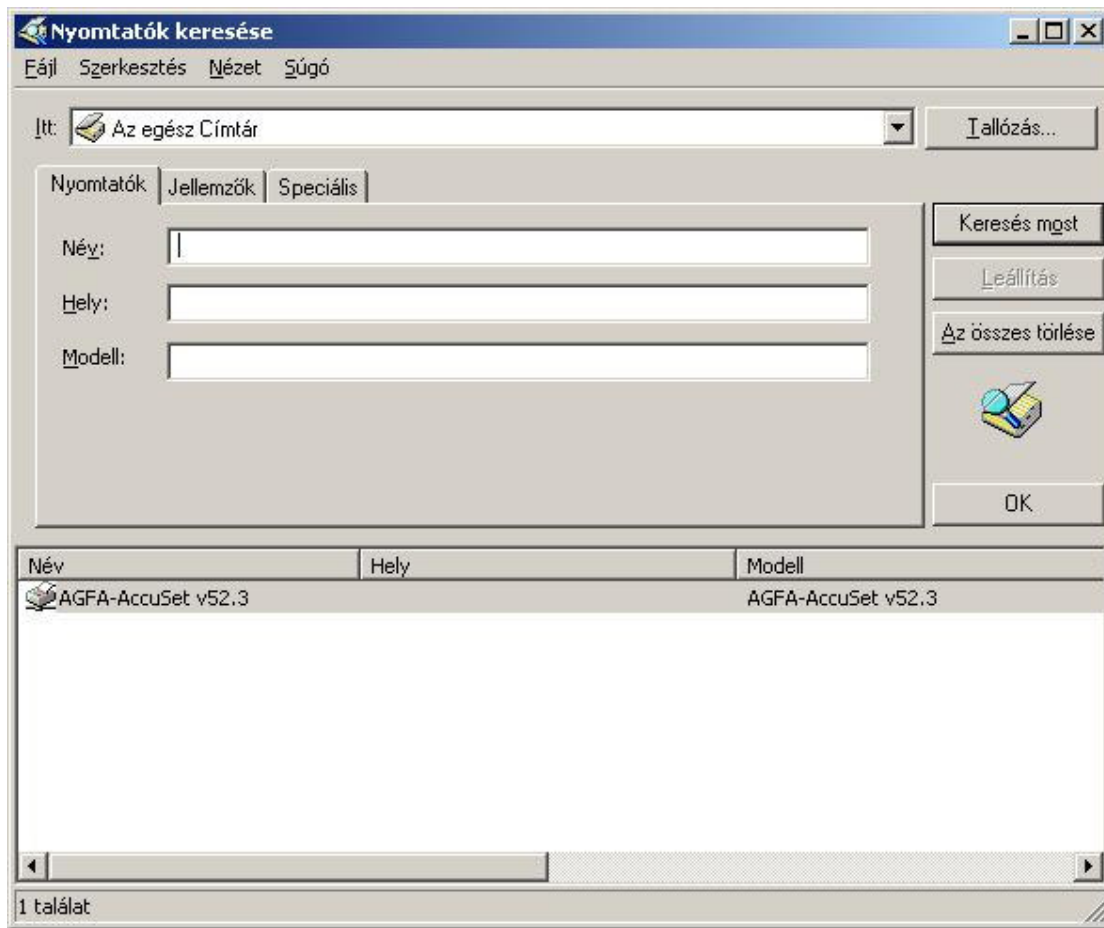 Nyomtatók keresése
Fájl Szerkesztés Nézet Súgó
Itt: Az egész Címtár Tallózás...
Nyomtatók Jellemzők Speciális
Név:
Hely:
Modell:
Keresés most
Leállítás
Az összes törlése
OK
Név Hely Modell
AGFA-AccuSet v52.3 AGFA-AccuSet v52.3
1 találat